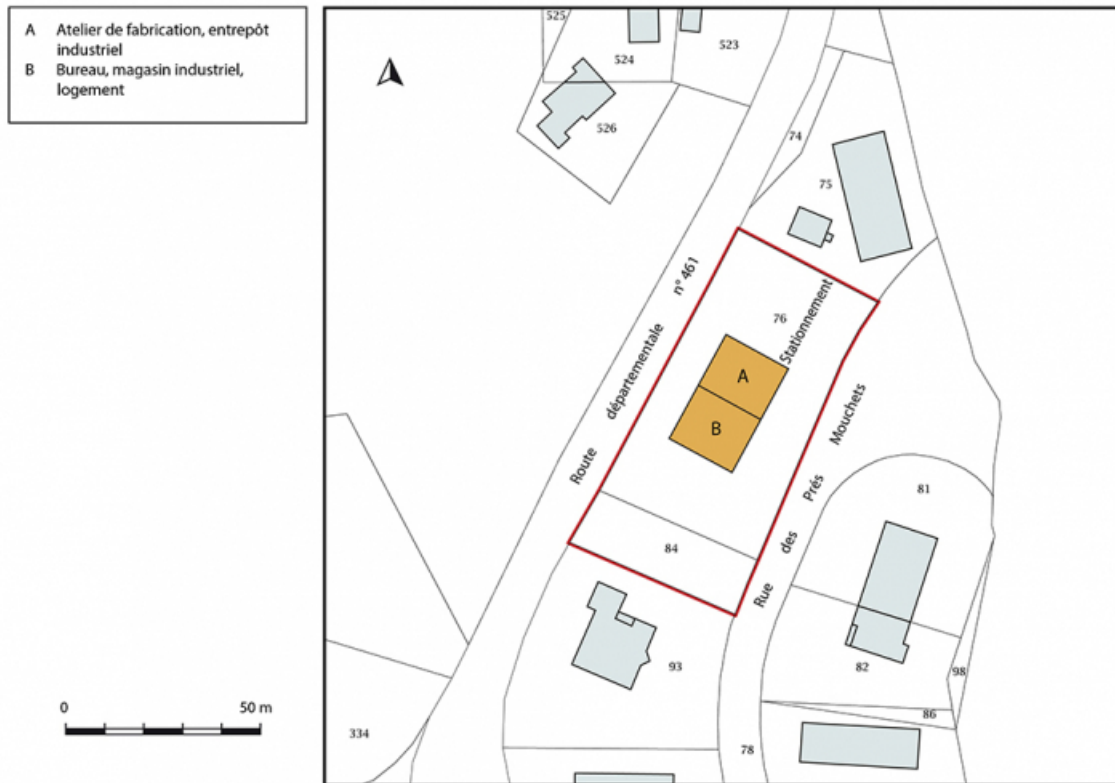 A Atelier de fabrication, entrepôt
industriel
B Bureau, magasin industriel,
logement
525
524
523
526
74
75
Route départementale n° 461
76
Stationnement
A
B
Rue des Prés Mouchets
81
84
93
82
98
86
334
78
0 50 m